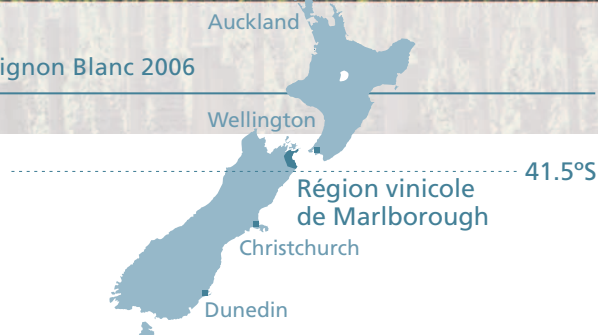 Auckland
ignon Blanc 2006
Wellington
41.5ºS
Région vinicole
de Marlborough
Christchurch
Dunedin